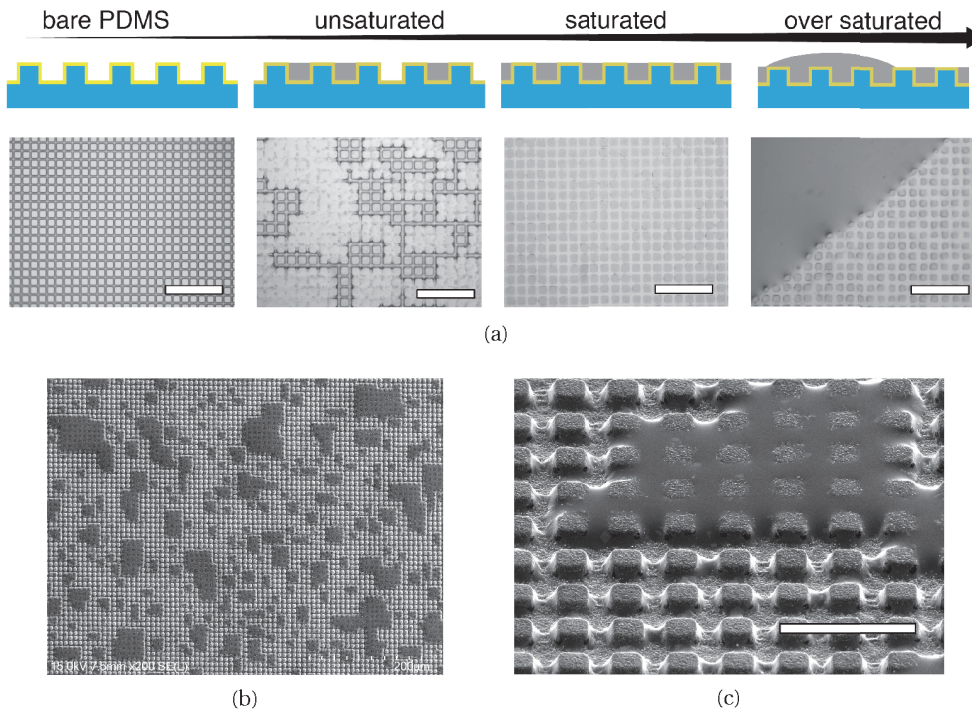 bare PDMS unsaturated saturated over saturated
(a)
15.0kV 7.5mm x200 SE(L) 200μm
(b) (c)